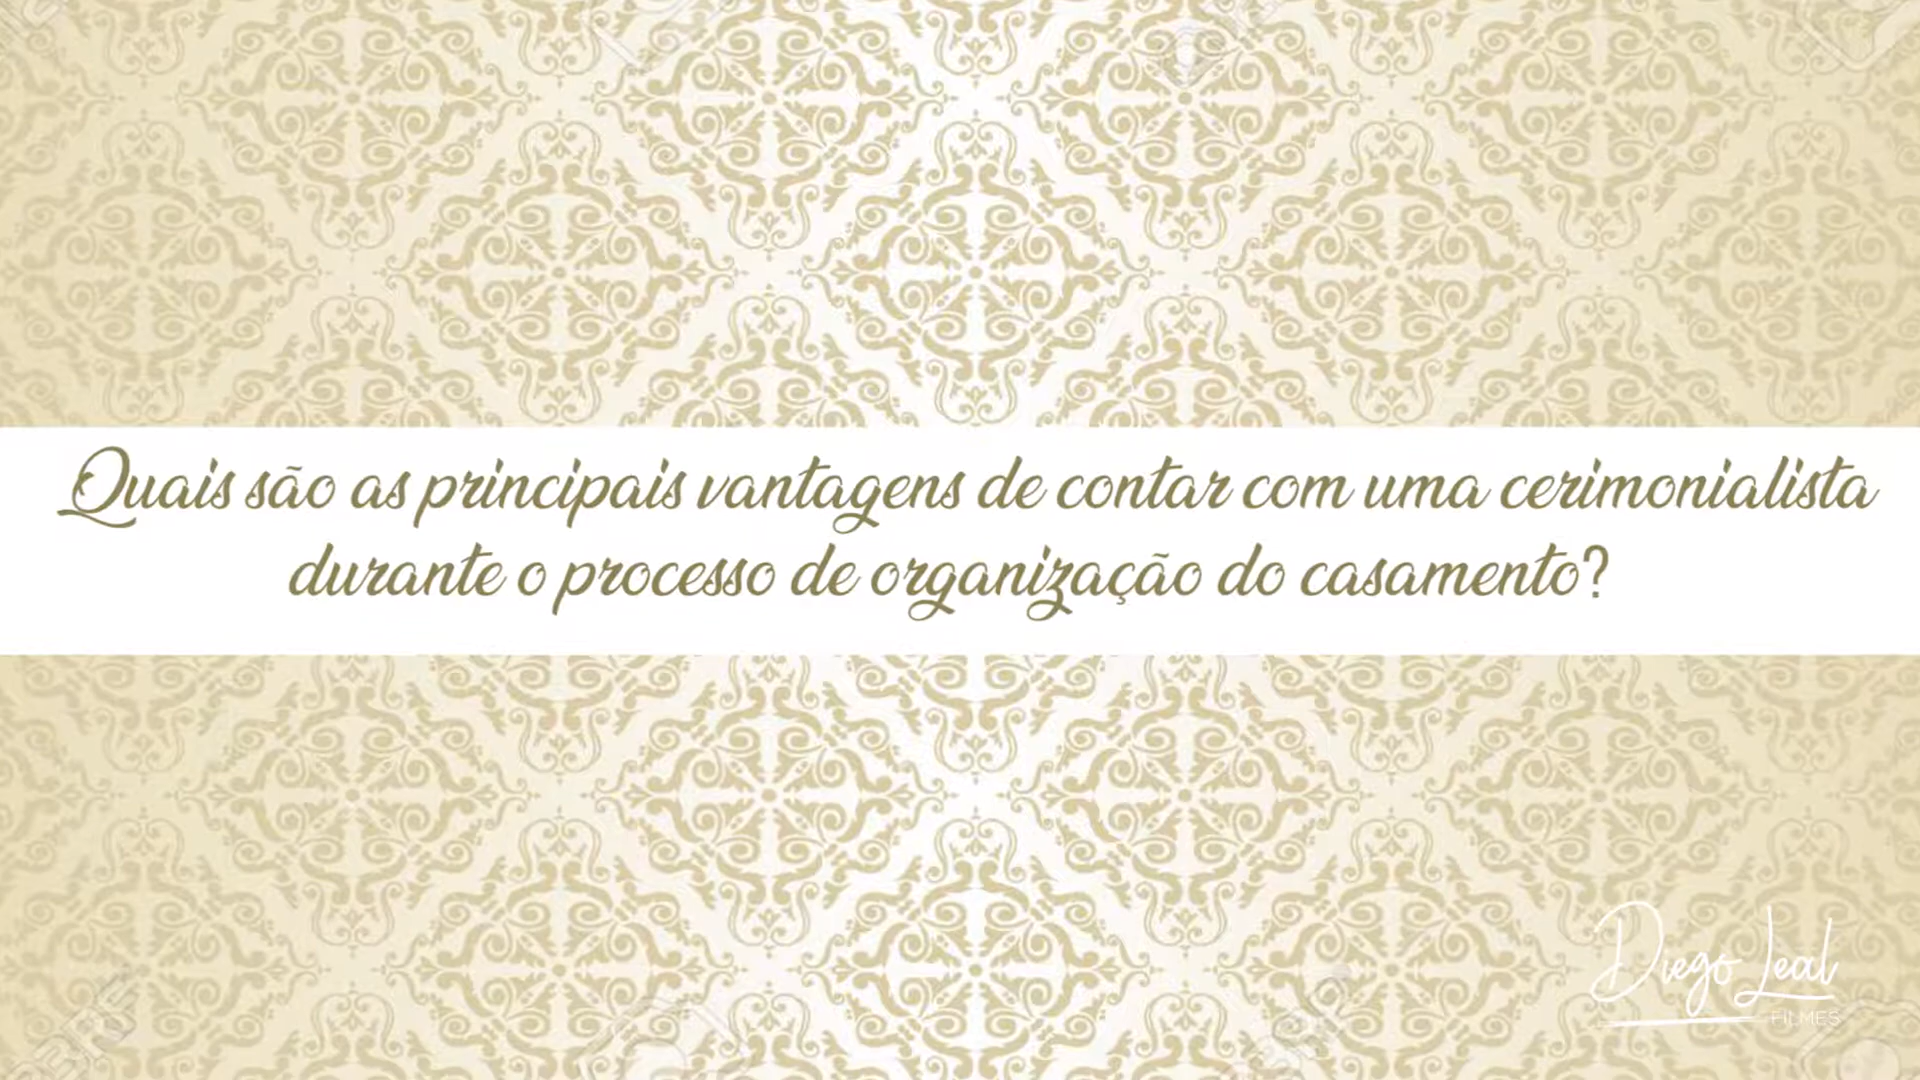 Quais são as principais vantagens de contar com uma cerimonialista
durante o processo de organização do casamento?
Diego Leal
FILMES